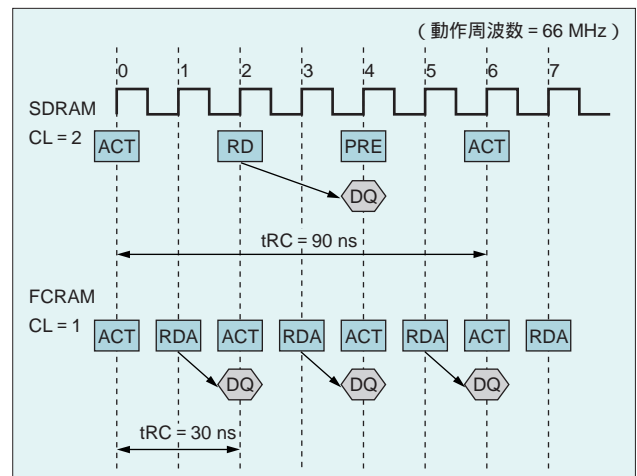 （動作周波数 = 66 MHz）
0 1 2 3 4 5 6 7
SDRAM
CL = 2
ACT RD PRE ACT
DQ
tRC = 90 ns
FCRAM
CL = 1
ACT RDA ACT RDA ACT RDA ACT RDA
DQ DQ DQ
tRC = 30 ns